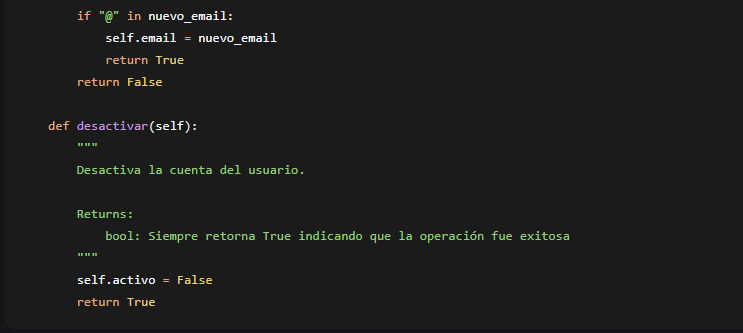 if "@" in nuevo_email:
self.email = nuevo_email
return True
return False
def desactivar(self):
"""
Desactiva la cuenta del usuario.
Returns:
bool: Siempre retorna True indicando que la operación fue exitosa
"""
self.activo = False
return True